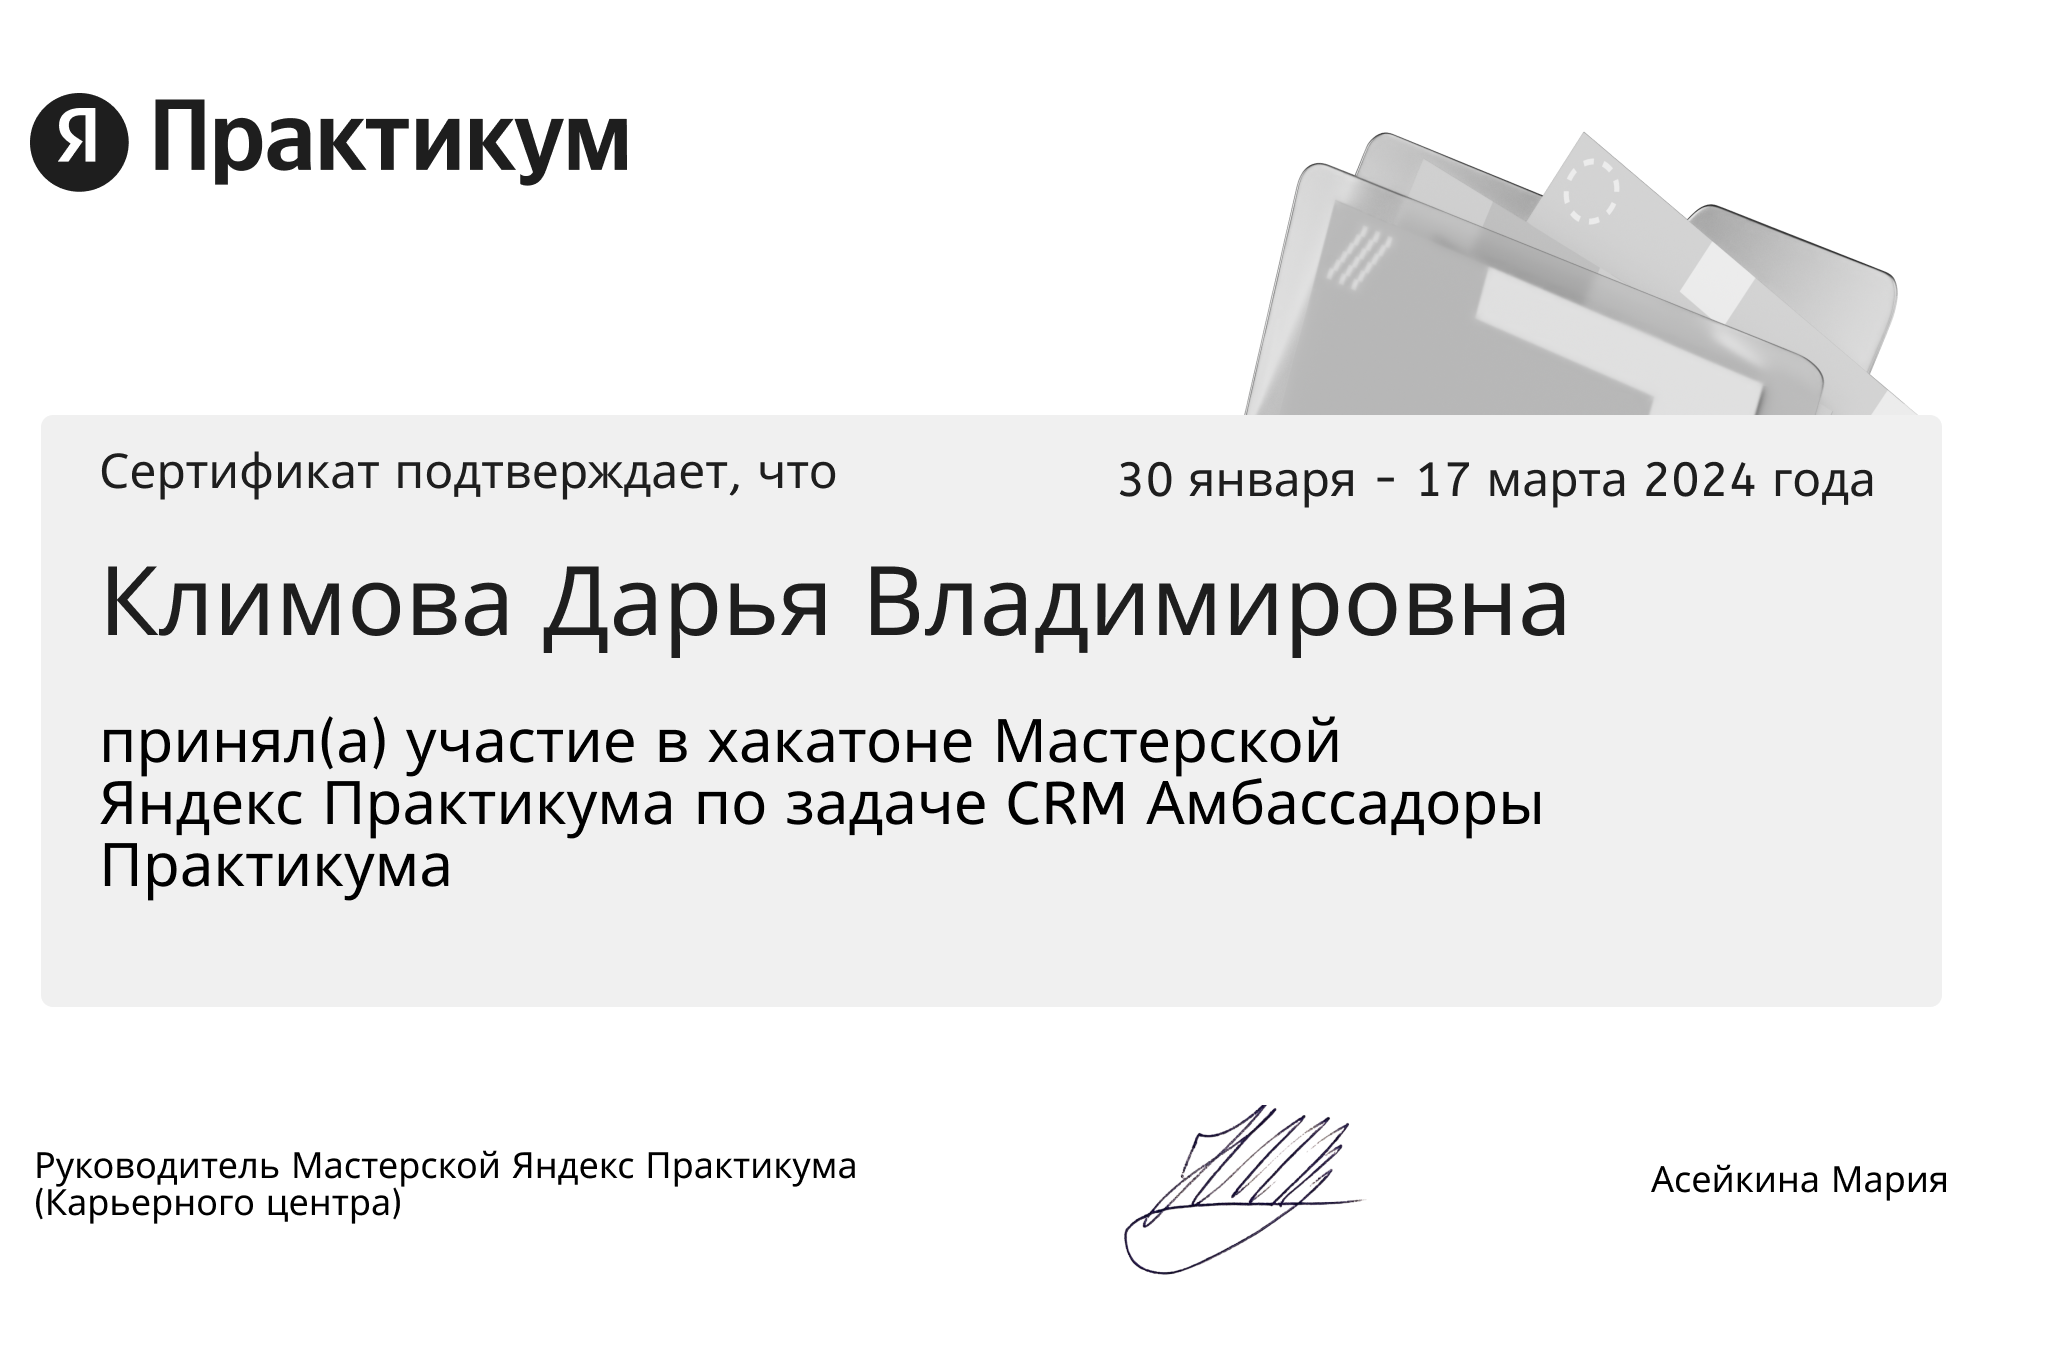 Я Практикум
Сертификат подтверждает, что
30 января - 17 марта 2024 года
Климова Дарья Владимировна
принял(а) участие в хакатоне Мастерской
Яндекс Практикума по задаче CRM Амбассадоры
Практикума
Руководитель Мастерской Яндекс Практикума
(Карьерного центра)
Асейкина Мария